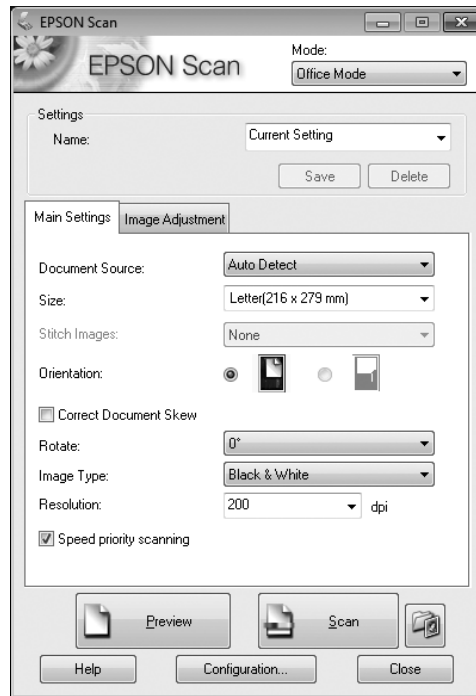 EPSON Scan
EPSON Scan
Mode:
Office Mode
Settings
Name:
Current Setting
Save
Delete
Main Settings
Image Adjustment
Document Source:
Auto Detect
Size:
Letter(216 x 279 mm)
Stitch Images:
None
Orientation:
Correct Document Skew
Rotate:
0°
Image Type:
Black & White
Resolution:
200
dpi
Speed priority scanning
Preview
Scan
Help
Configuration...
Close